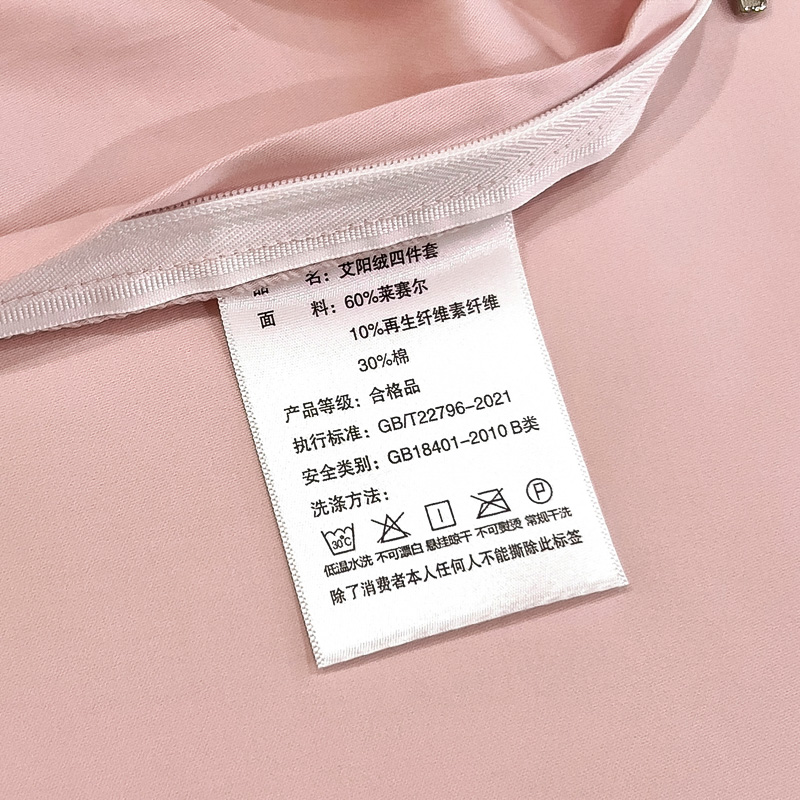 品 名：艾阳绒四件套
面 料：60%莱赛尔
10%再生纤维素纤维
30%棉
产品等级：合格品
执行标准：GB/T22796-2021
安全类别：GB18401-2010 B类
洗涤方法：
30℃ P
低温水洗 不可漂白 悬挂晾干 不可熨烫 常规干洗
除了消费者本人任何人不能撕除此标签